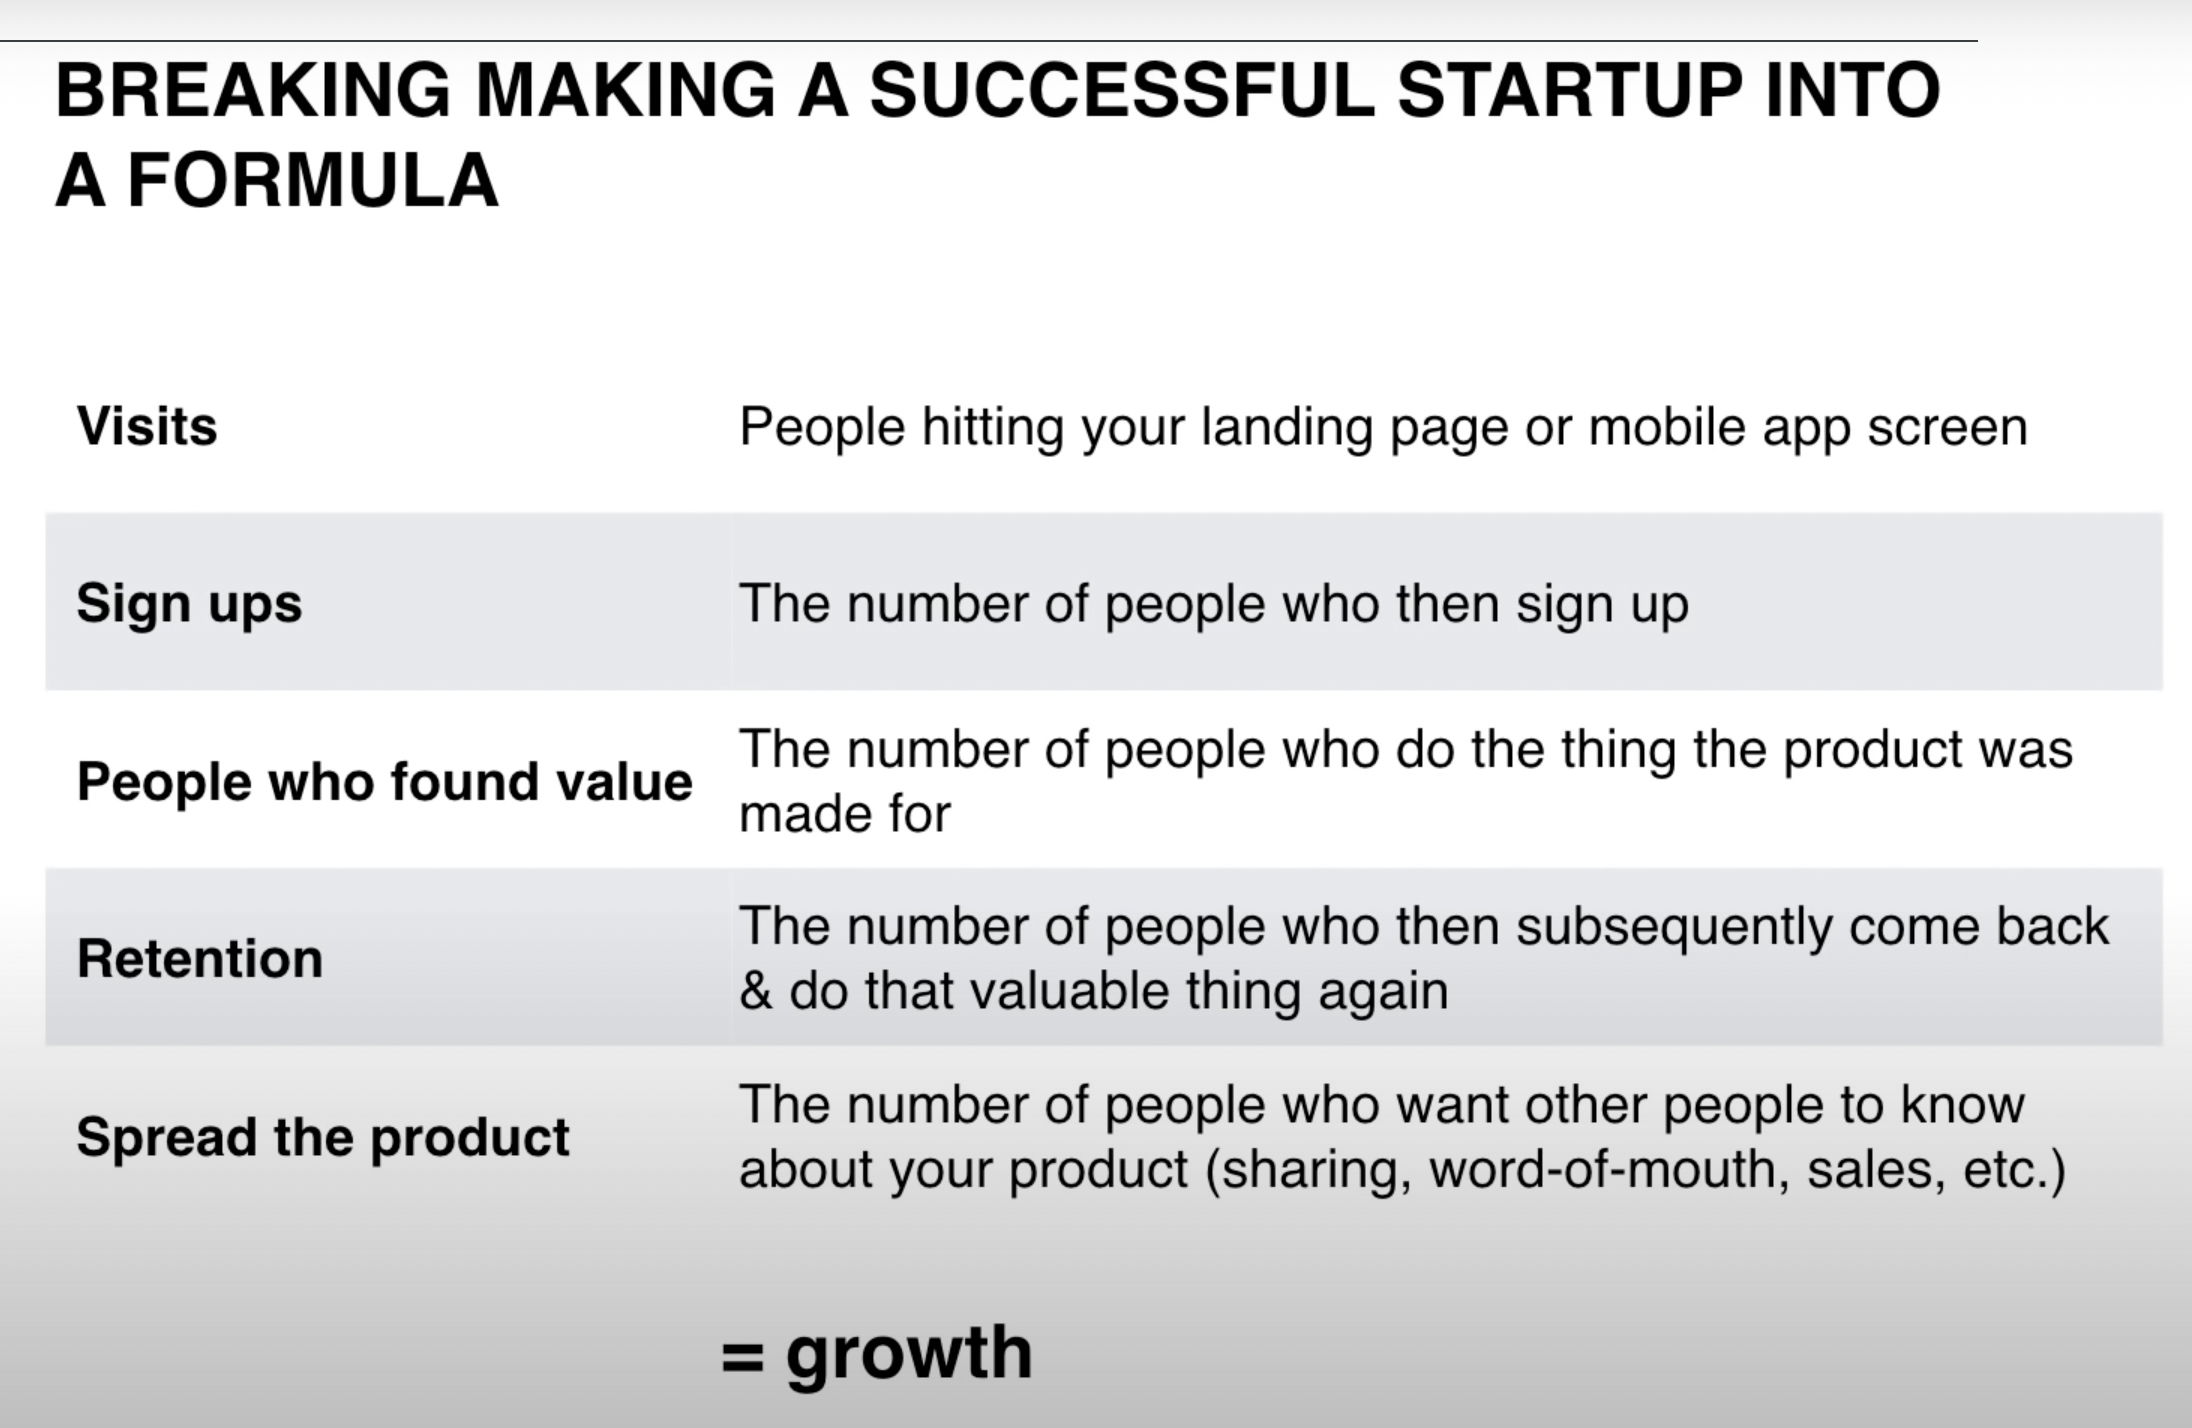 BREAKING MAKING A SUCCESSFUL STARTUP INTO
A FORMULA
Visits
People hitting your landing page or mobile app screen
Sign ups
The number of people who then sign up
People who found value
The number of people who do the thing the product was
made for
Retention
The number of people who then subsequently come back
& do that valuable thing again
Spread the product
The number of people who want other people to know
about your product (sharing, word-of-mouth, sales, etc.)
= growth